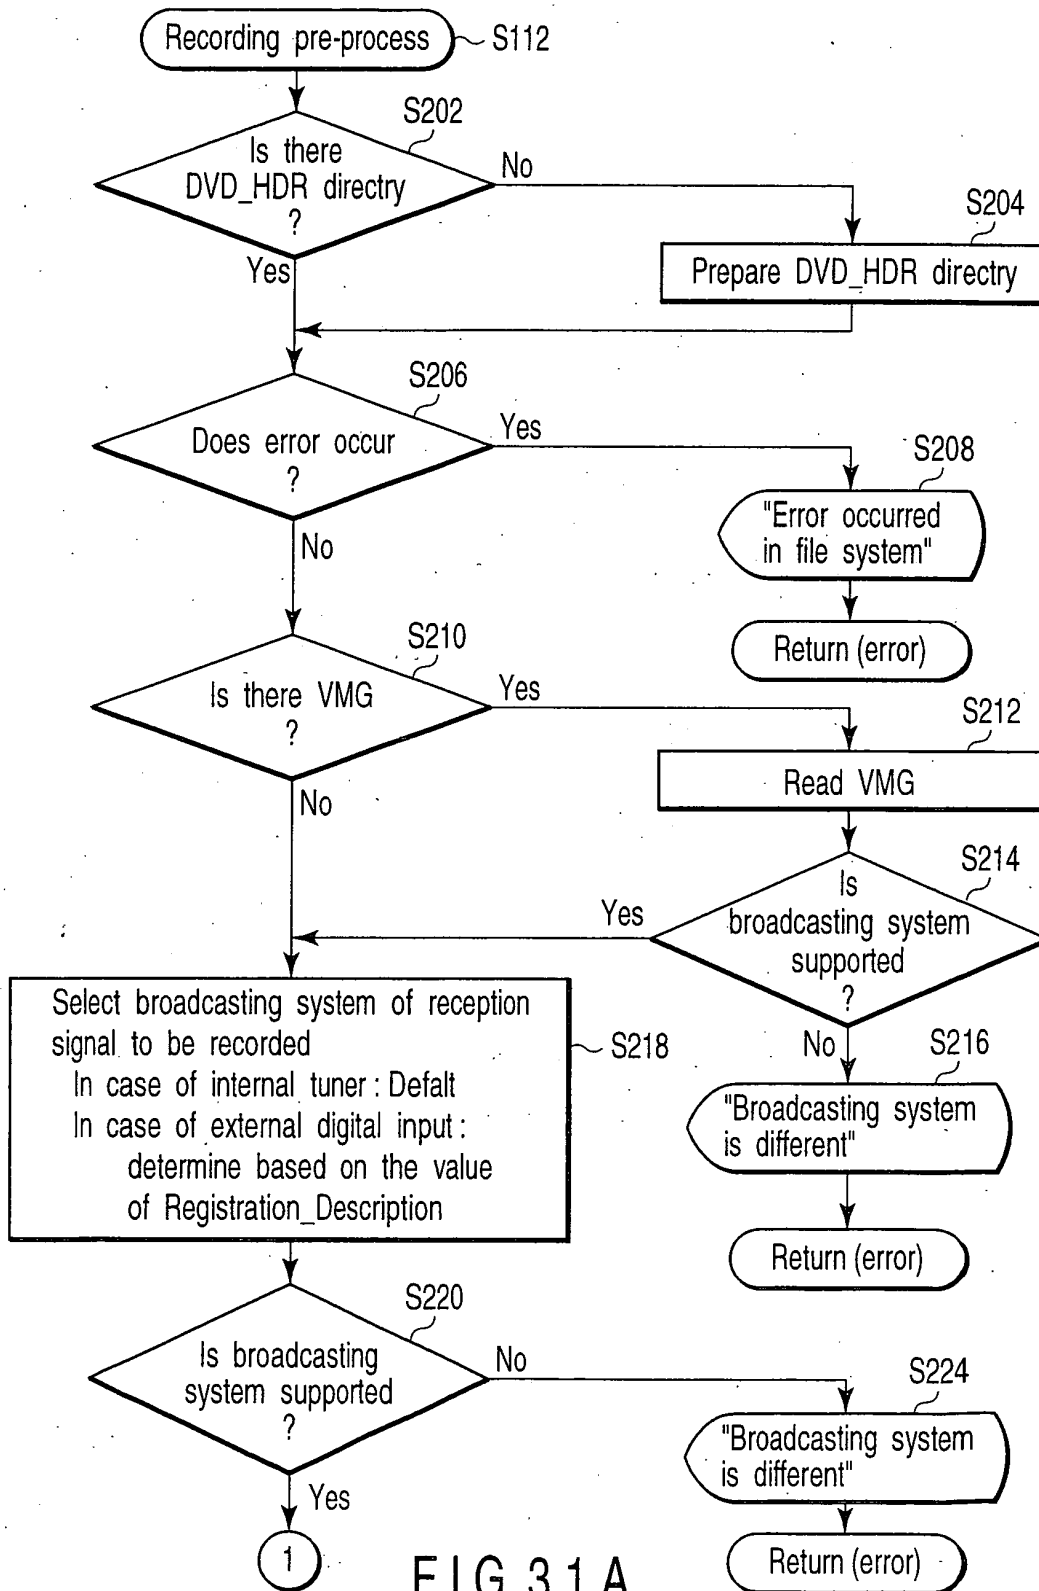 Recording pre-process
S112
S202
Is there
DVD_HDR directry
?
No
Yes
S204
Prepare DVD_HDR directry
S206
Does error occur
?
Yes
No
S208
"Error occurred
in file system"
Return (error)
S210
Is there VMG
?
Yes
No
S212
Read VMG
S214
Is
broadcasting system
supported
?
Yes
No
S216
"Broadcasting system
is different"
Return (error)
Select broadcasting system of reception
signal to be recorded
In case of internal tuner : Defalt
In case of external digital input :
determine based on the value
of Registration_Description
S218
S220
Is broadcasting
system supported
?
No
Yes
S224
"Broadcasting system
is different"
Return (error)
1
FIG. 31A